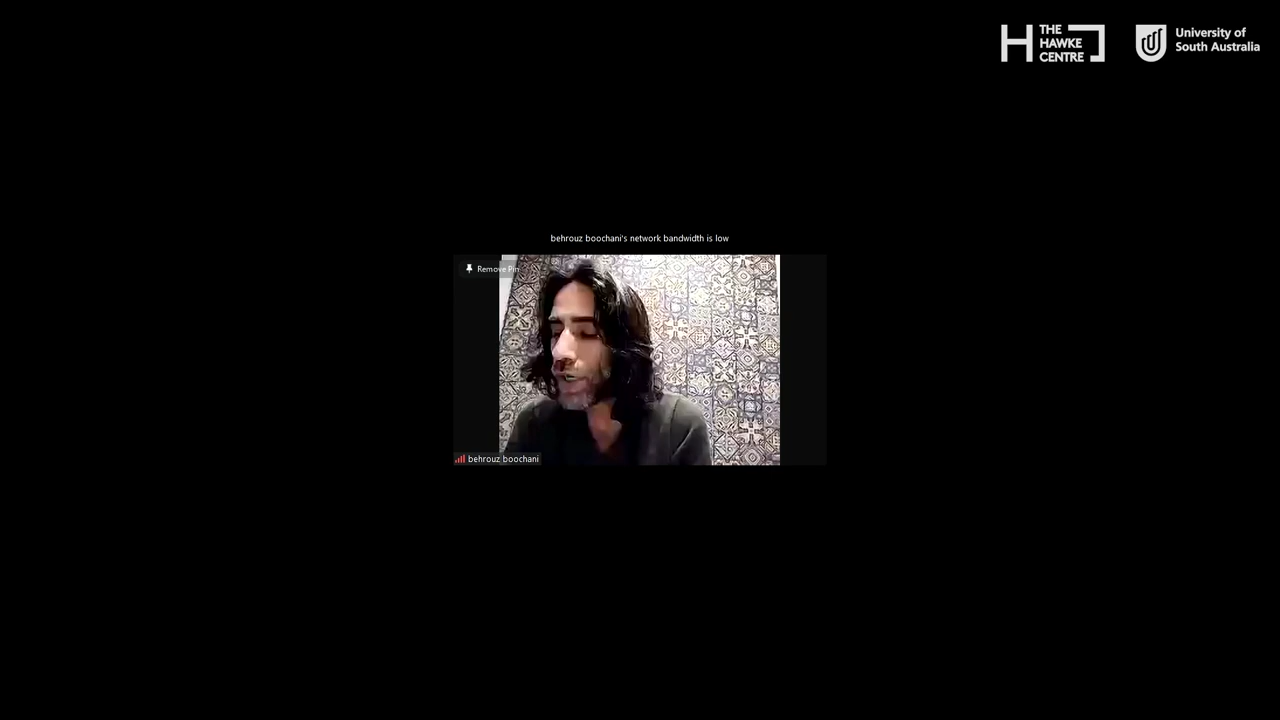 THE
HAWKE
CENTRE
University of
South Australia
behrouz boochani's network bandwidth is low
Remove Pin
behrouz boochani